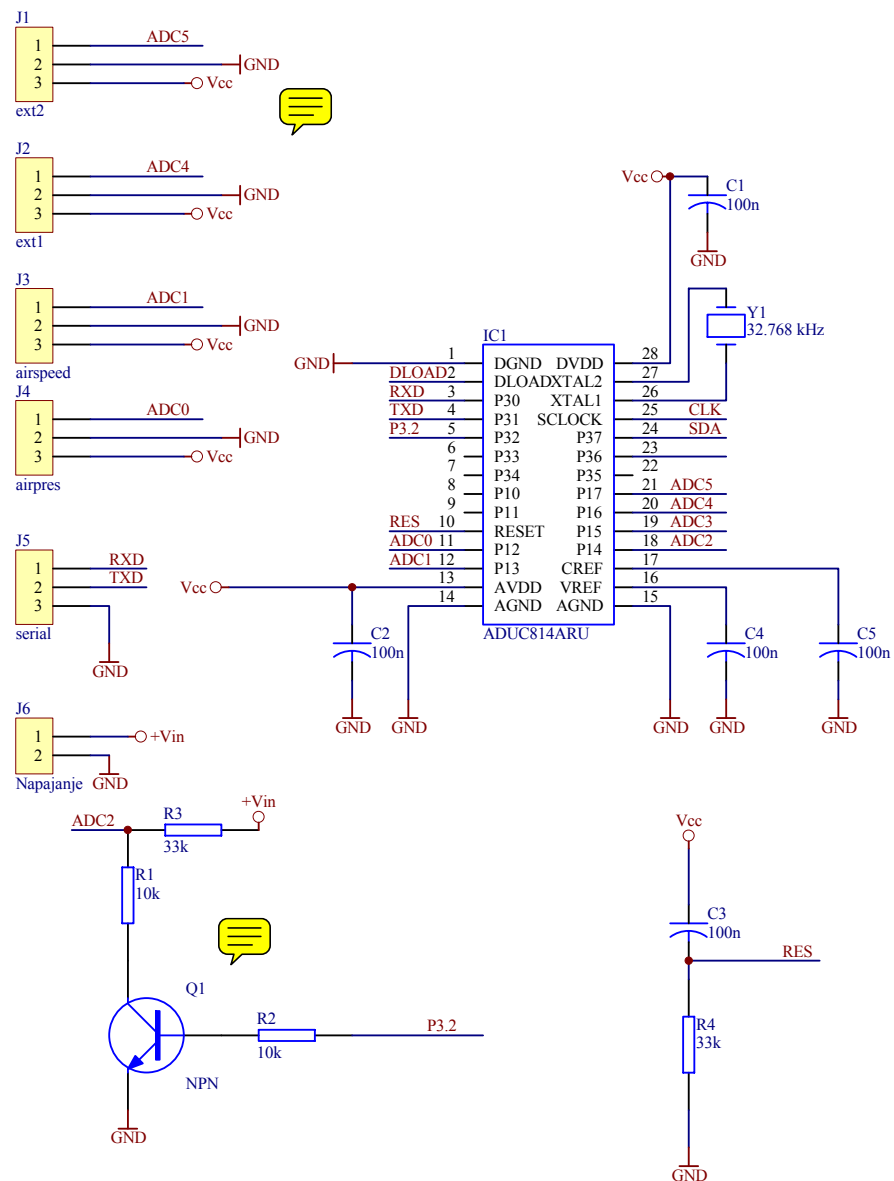 J1
1 ADC5
2 GND
3 Vcc
ext2
J2
1 ADC4
2 GND
3 Vcc
ext1
J3
1 ADC1
2 GND
3 Vcc
airspeed
J4
1 ADC0
2 GND
3 Vcc
airpres
J5
1 RXD
2 TXD
3
serial
GND
J6
1 +Vin
2
Napajanje GND
Vcc
C1
100n
GND
Y1
32.768 kHz
IC1
GND 1 DGND DVDD 28
DLOAD 2 DLOAD XTAL2 27
RXD 3 P30 XTAL1 26
TXD 4 P31 SCLOCK 25 CLK
P3.2 5 P32 P37 24 SDA
6 P33 P36 23
7 P34 P35 22
8 P10 P17 21 ADC5
9 P11 P16 20 ADC4
RES 10 RESET P15 19 ADC3
ADC0 11 P12 P14 18 ADC2
ADC1 12 P13 CREF 17
Vcc 13 AVDD VREF 16
14 AGND AGND 15
ADUC814ARU
C2
100n
C4
100n
C5
100n
GND GND GND GND GND
+Vin
ADC2 R3
33k
R1
10k
Q1
NPN
R2
10k
P3.2
GND
Vcc
C3
100n
RES
R4
33k
GND